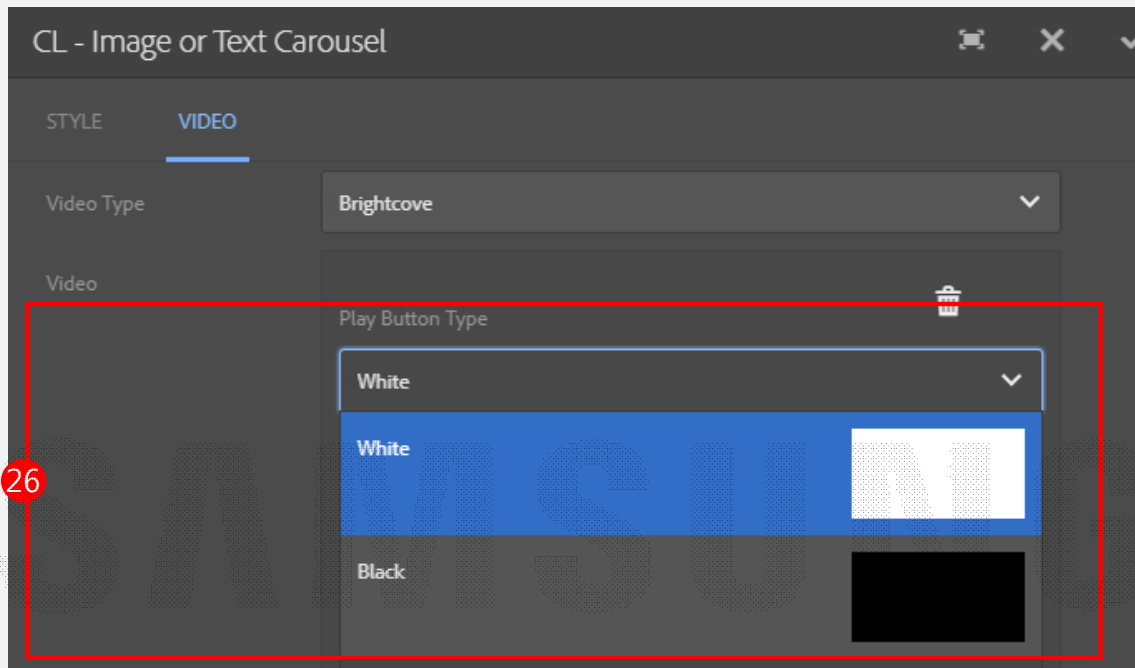 CL - Image or Text Carousel
STYLE VIDEO
Video Type
Brightcove
Video
Play Button Type
White
White
26
SAMSUNG
Black